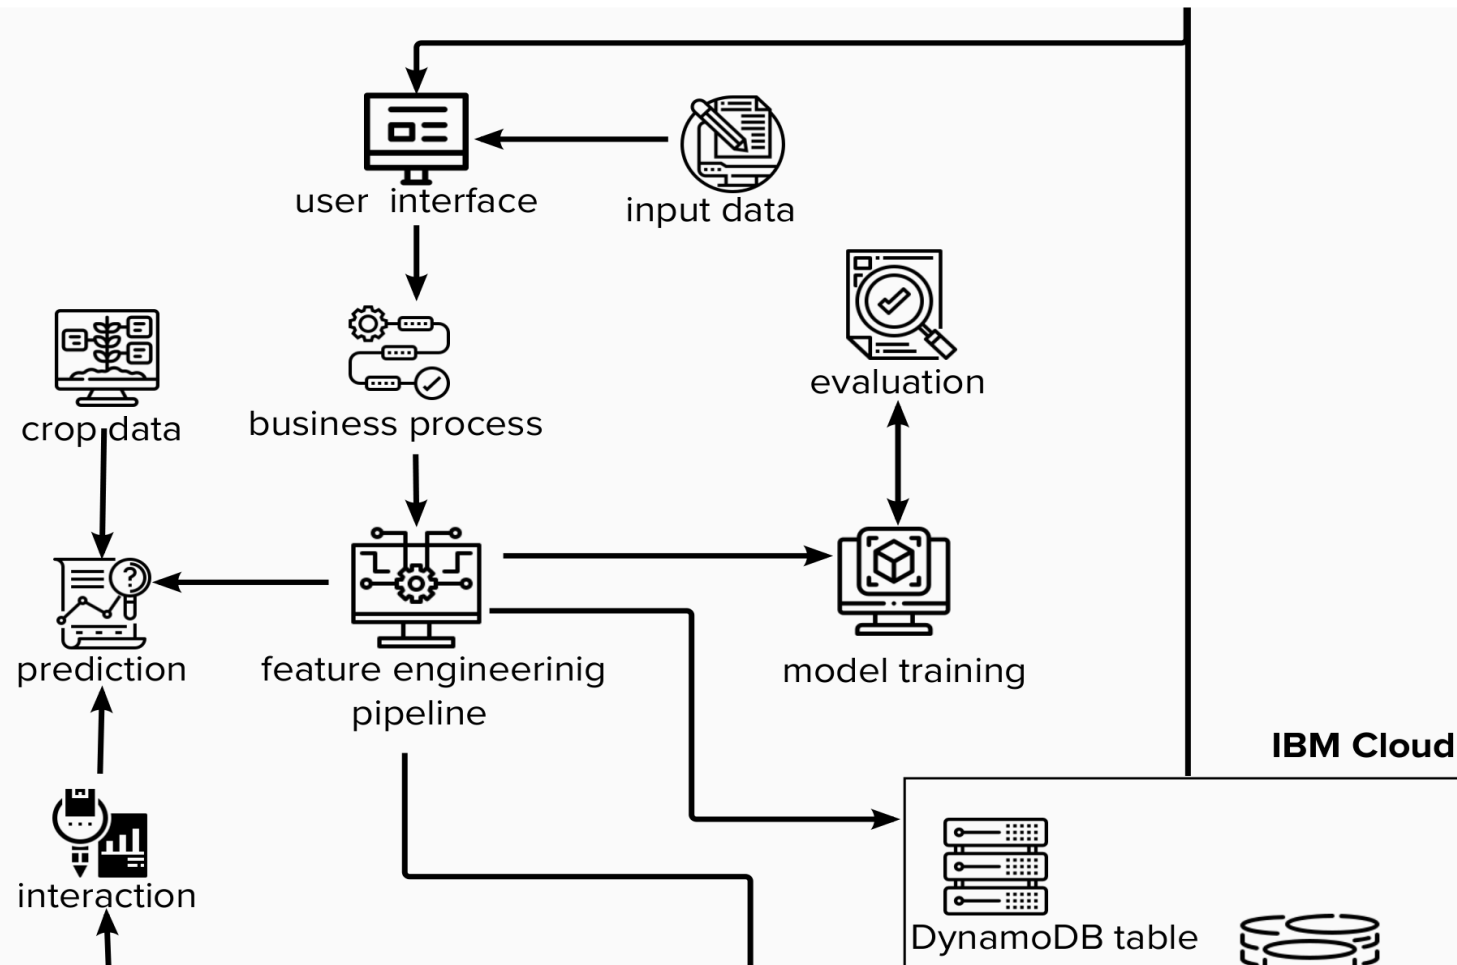 user interface
input data
evaluation
crop data
business process
prediction
feature engineerinig
pipeline
model training
IBM Cloud
interaction
DynamoDB table